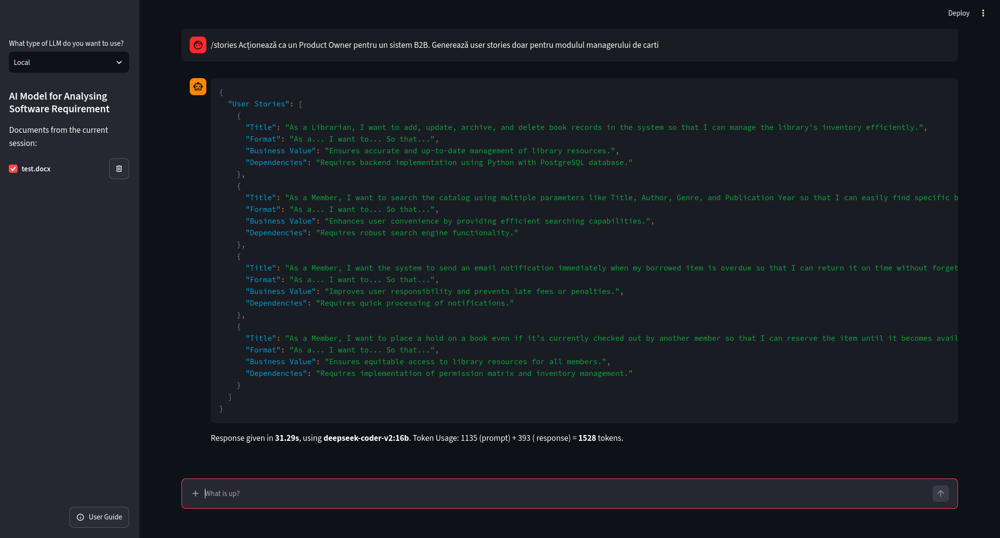 Deploy
What type of LLM do you want to use?
Local
AI Model for Analysing
Software Requirement
Documents from the current
session:
test.docx
User Guide
/stories Acționează ca un Product Owner pentru un sistem B2B. Generează user stories doar pentru modulul managerului de carti
{
"User Stories": [
{
"Title": "As a Librarian, I want to add, update, archive, and delete book records in the system so that I can manage the library's inventory efficiently.",
"Format": "As a... I want to... So that...",
"Business Value": "Ensures accurate and up-to-date management of library resources.",
"Dependencies": "Requires backend implementation using Python with PostgreSQL database."
},
{
"Title": "As a Member, I want to search the catalog using multiple parameters like Title, Author, Genre, and Publication Year so that I can easily find specific b
"Format": "As a... I want to... So that...",
"Business Value": "Enhances user convenience by providing efficient searching capabilities.",
"Dependencies": "Requires robust search engine functionality."
},
{
"Title": "As a Member, I want the system to send an email notification immediately when my borrowed item is overdue so that I can return it on time without forget
"Format": "As a... I want to... So that...",
"Business Value": "Improves user responsibility and prevents late fees or penalties.",
"Dependencies": "Requires quick processing of notifications."
},
{
"Title": "As a Member, I want to place a hold on a book even if it's currently checked out by another member so that I can reserve the item until it becomes avail
"Format": "As a... I want to... So that...",
"Business Value": "Ensures equitable access to library resources for all members.",
"Dependencies": "Requires implementation of permission matrix and inventory management."
}
]
}
Response given in 31.29s, using deepseek-coder-v2:16b. Token Usage: 1135 (prompt) + 393 ( response) = 1528 tokens.
What is up?